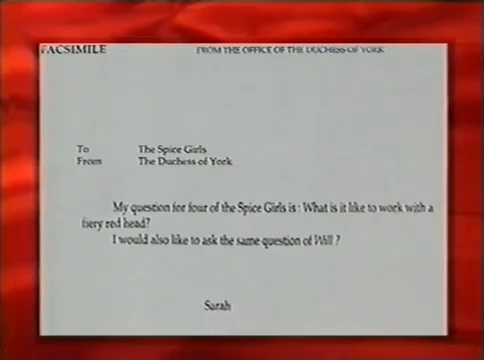 FACSIMILE FROM THE OFFICE OF THE DUCHESS OF YORK
To The Spice Girls
From The Duchess of York
My question for four of the Spice Girls is : What is it like to work with a
fiery red head?
I would also like to ask the same question of Will ?
Sarah